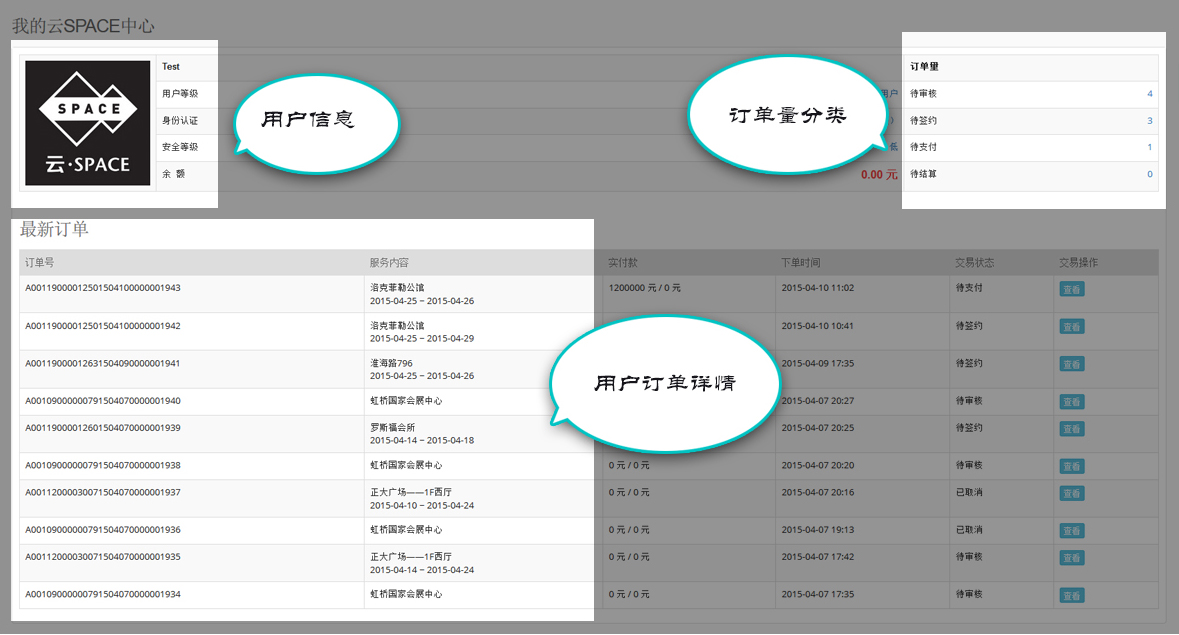 我的云SPACE中心
SPACE
云·SPACE
Test
用户等级
用户
身份认证
安全等级
低
余 额
0.00 元
用户信息
订单量分类
订单量
待审核 4
待签约 3
待支付 1
待结算 0
最新订单
订单号 服务内容 实付款 下单时间 交易状态 交易操作
A001190000125015041000000001943 洛克菲勒公馆 1200000 元 / 0 元 2015-04-10 11:02 待支付 查看
2015-04-25 ~ 2015-04-26
A001190000125015041000000001942 洛克菲勒公馆 2015-04-10 10:41 待签约 查看
2015-04-25 ~ 2015-04-29
A001190000126315040900000001941 淮海路796 2015-04-09 17:35 待签约 查看
2015-04-25 ~ 2015-04-26
用户订单详情
A001090000007915040700000001940 虹桥国家会展中心 2015-04-07 20:27 待审核 查看
A001190000126015040700000001939 罗斯福会所 2015-04-07 20:25 待签约 查看
2015-04-14 ~ 2015-04-18
A001090000007915040700000001938 虹桥国家会展中心 0 元 / 0 元 2015-04-07 20:20 待审核 查看
A001120000300715040700000001937 正大广场——1F西厅 0 元 / 0 元 2015-04-07 20:16 已取消 查看
2015-04-10 ~ 2015-04-24
A001090000007915040700000001936 虹桥国家会展中心 0 元 / 0 元 2015-04-07 19:13 已取消 查看
A001120000300715040700000001935 正大广场——1F西厅 0 元 / 0 元 2015-04-07 17:42 待审核 查看
2015-04-14 ~ 2015-04-24
A001090000007915040700000001934 虹桥国家会展中心 0 元 / 0 元 2015-04-07 17:35 待审核 查看